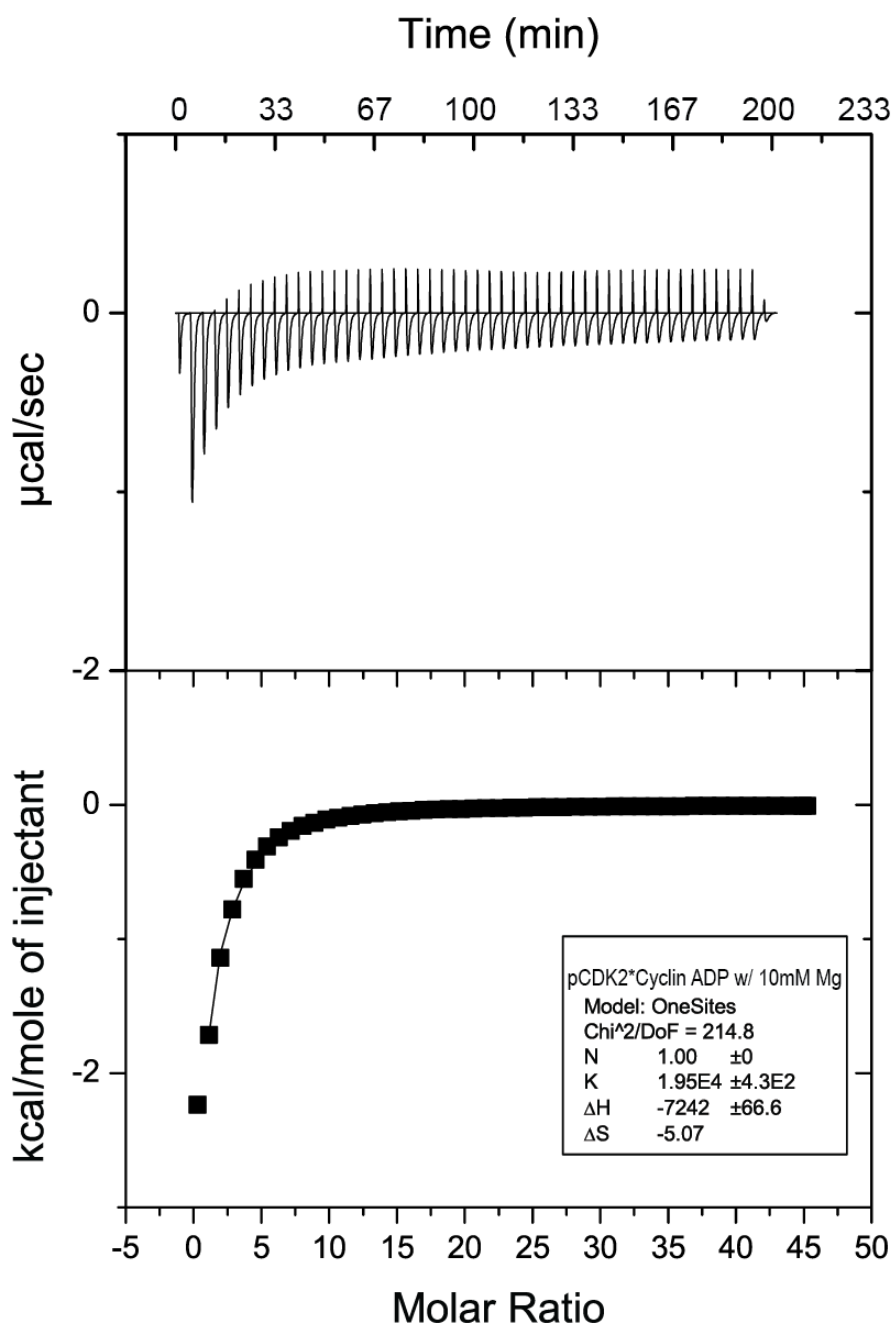 Time (min)
0 33 67 100 133 167 200 233
0
µcal/sec
-2
0
kcal/mole of injectant
-2
pCDK2*Cyclin ADP w/ 10mM Mg
Model: OneSites
Chi^2/DoF = 214.8
N 1.00 ±0
K 1.95E4 ±4.3E2
ΔH -7242 ±66.6
ΔS -5.07
-5 0 5 10 15 20 25 30 35 40 45 50
Molar Ratio